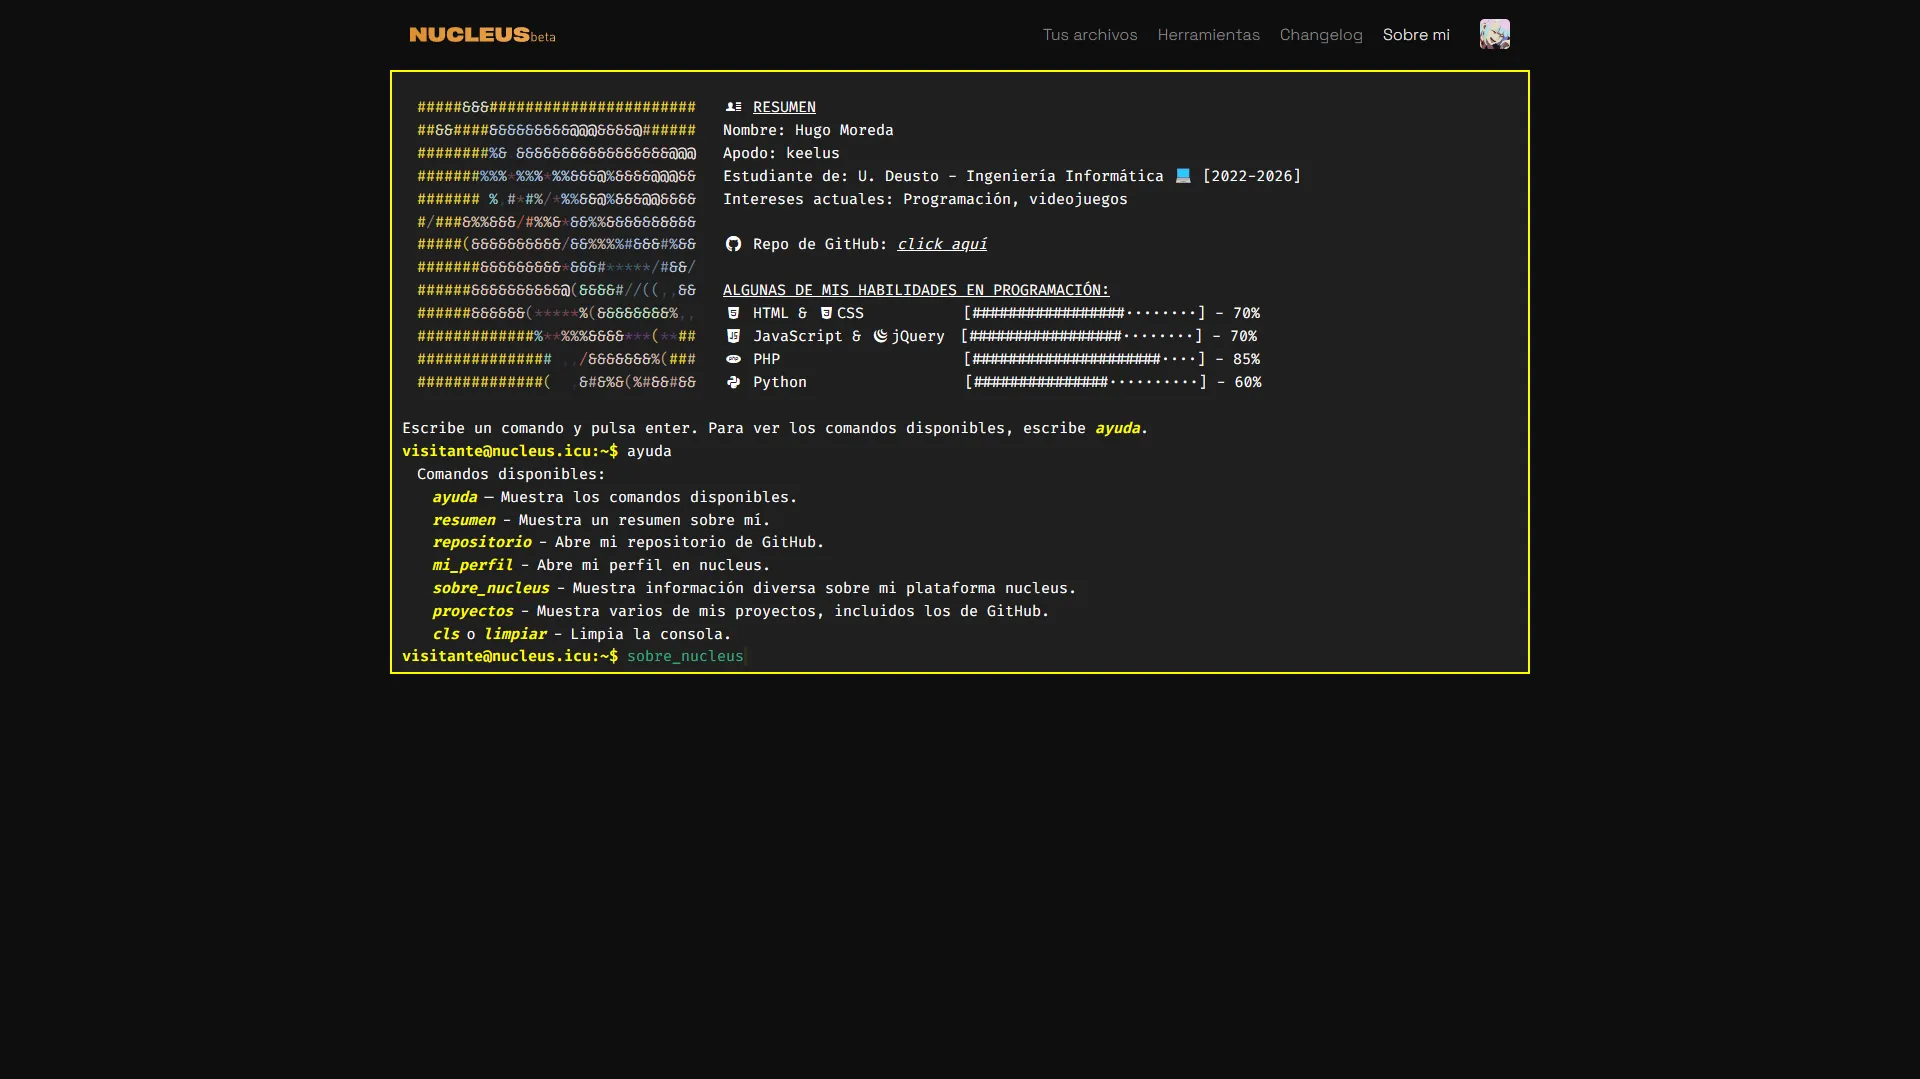 NUCLEUSbeta
Tus archivos Herramientas Changelog Sobre mi
RESUMEN
Nombre: Hugo Moreda
Apodo: keelus
Estudiante de: U. Deusto - Ingeniería Informática 💻 [2022-2026]
Intereses actuales: Programación, videojuegos
Repo de GitHub: click aquí
ALGUNAS DE MIS HABILIDADES EN PROGRAMACIÓN:
HTML & CSS [#################········] - 70%
JavaScript & jQuery [#################········] - 70%
PHP [#####################····] - 85%
Python [###############··········] - 60%
Escribe un comando y pulsa enter. Para ver los comandos disponibles, escribe ayuda.
visitante@nucleus.icu:~$ ayuda
Comandos disponibles:
ayuda — Muestra los comandos disponibles.
resumen - Muestra un resumen sobre mí.
repositorio - Abre mi repositorio de GitHub.
mi_perfil - Abre mi perfil en nucleus.
sobre_nucleus - Muestra información diversa sobre mi plataforma nucleus.
proyectos - Muestra varios de mis proyectos, incluidos los de GitHub.
cls o limpiar - Limpia la consola.
visitante@nucleus.icu:~$ sobre_nucleus